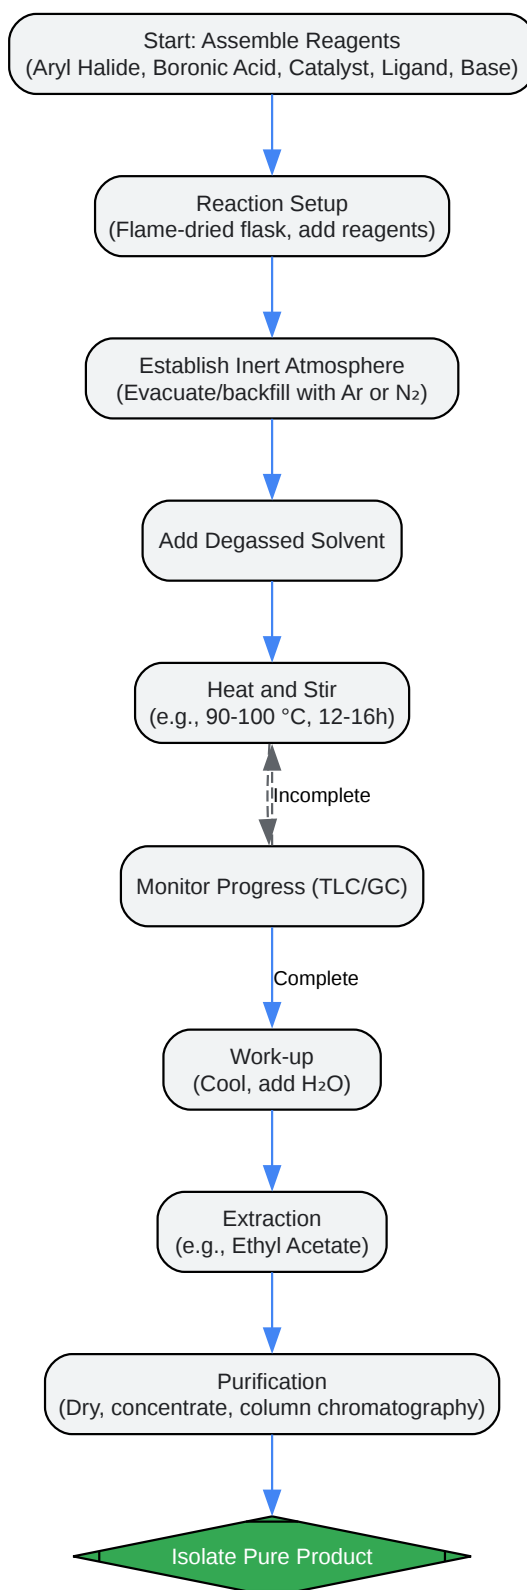 Start: Assemble Reagents
(Aryl Halide, Boronic Acid, Catalyst, Ligand, Base)
Reaction Setup
(Flame-dried flask, add reagents)
Establish Inert Atmosphere
(Evacuate/backfill with Ar or N₂)
Add Degassed Solvent
Heat and Stir
(e.g., 90-100 °C, 12-16h)
Incomplete
Monitor Progress (TLC/GC)
Complete
Work-up
(Cool, add H₂O)
Extraction
(e.g., Ethyl Acetate)
Purification
(Dry, concentrate, column chromatography)
Isolate Pure Product